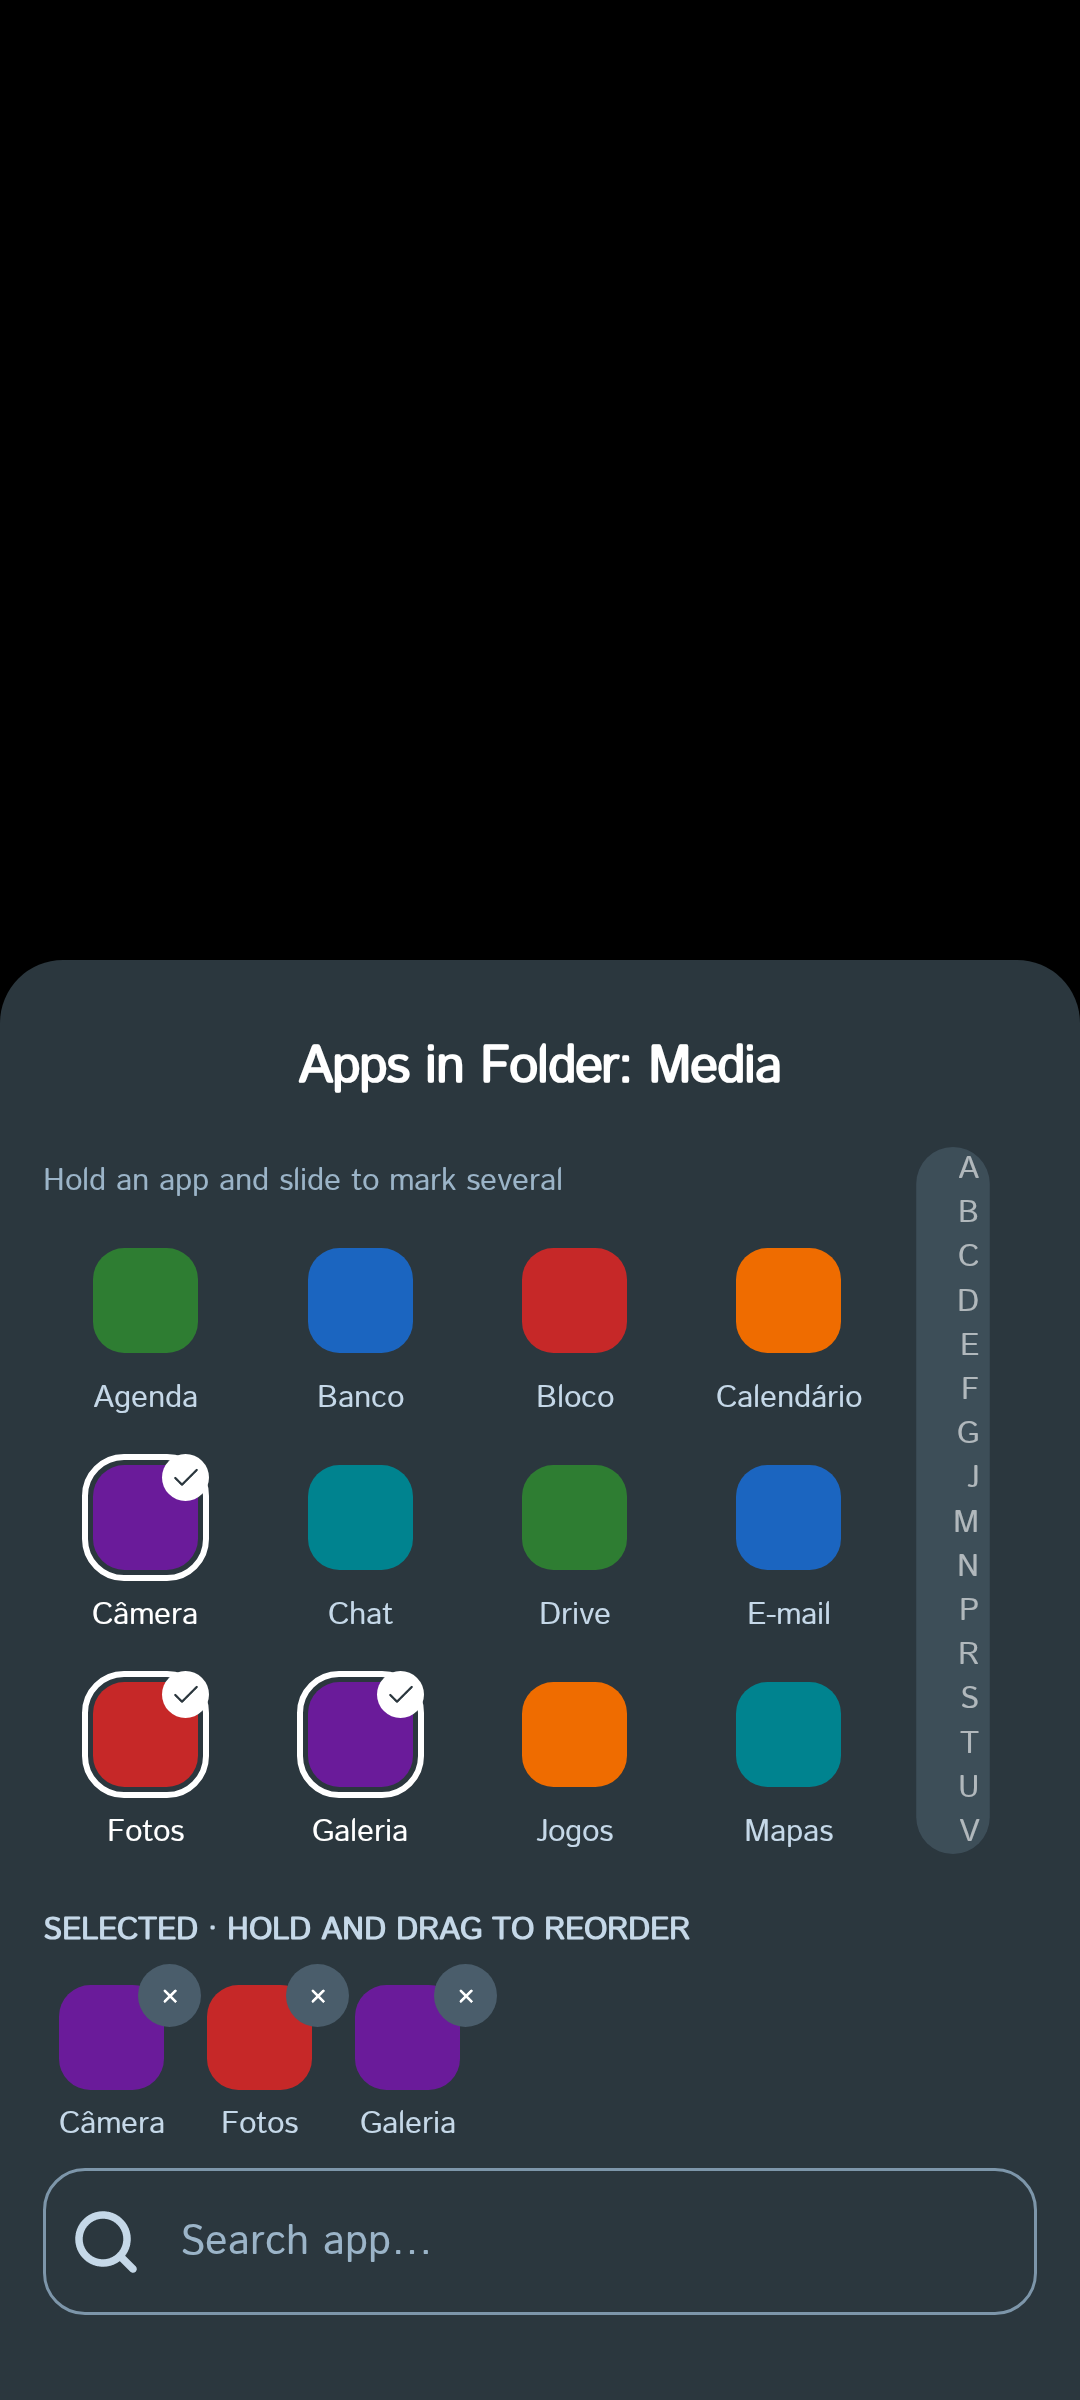 Apps in Folder: Media
Hold an app and slide to mark several
Agenda Banco Bloco Calendário
Câmera Chat Drive E-mail
Fotos Galeria Jogos Mapas
A
B
C
D
E
F
G
J
M
N
P
R
S
T
U
V
SELECTED · HOLD AND DRAG TO REORDER
Câmera Fotos Galeria
Search app...